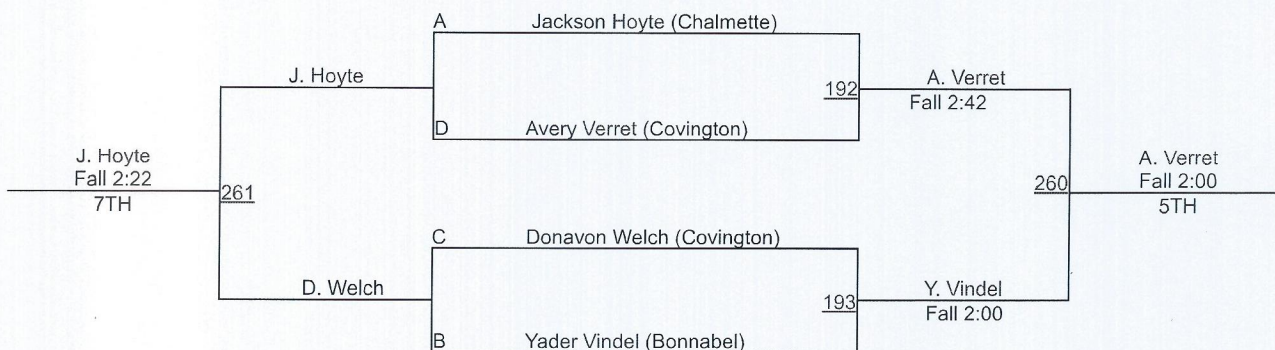 A Jackson Hoyte (Chalmette)
J. Hoyte
192
A. Verret
Fall 2:42
D Avery Verret (Covington)
J. Hoyte
Fall 2:22
7TH
261
260
A. Verret
Fall 2:00
5TH
C Donavon Welch (Covington)
D. Welch
193
Y. Vindel
Fall 2:00
B Yader Vindel (Bonnabel)